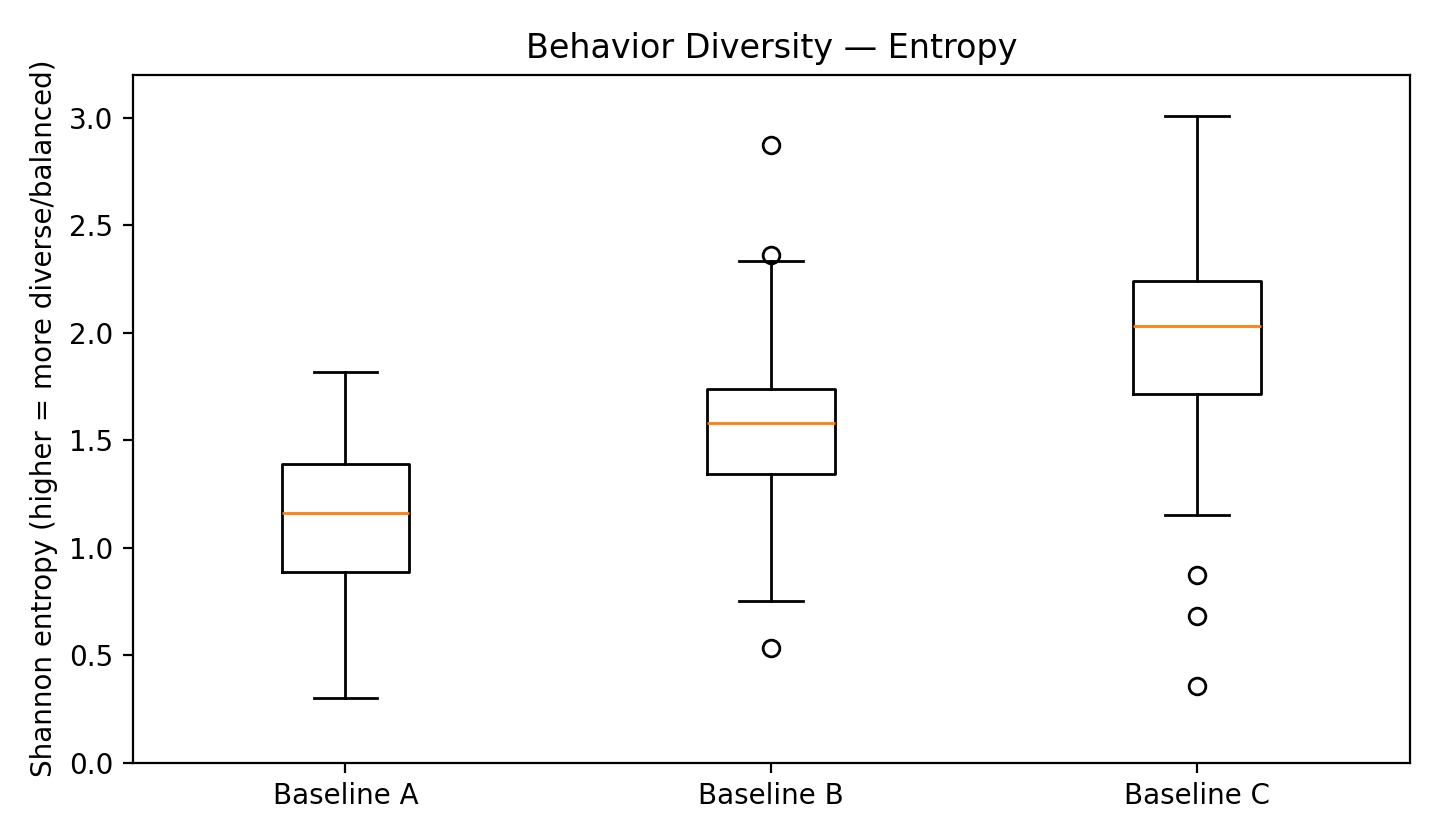 Behavior Diversity — Entropy
Shannon entropy (higher = more diverse/balanced)
3.0
2.5
2.0
1.5
1.0
0.5
0.0
Baseline A
Baseline B
Baseline C